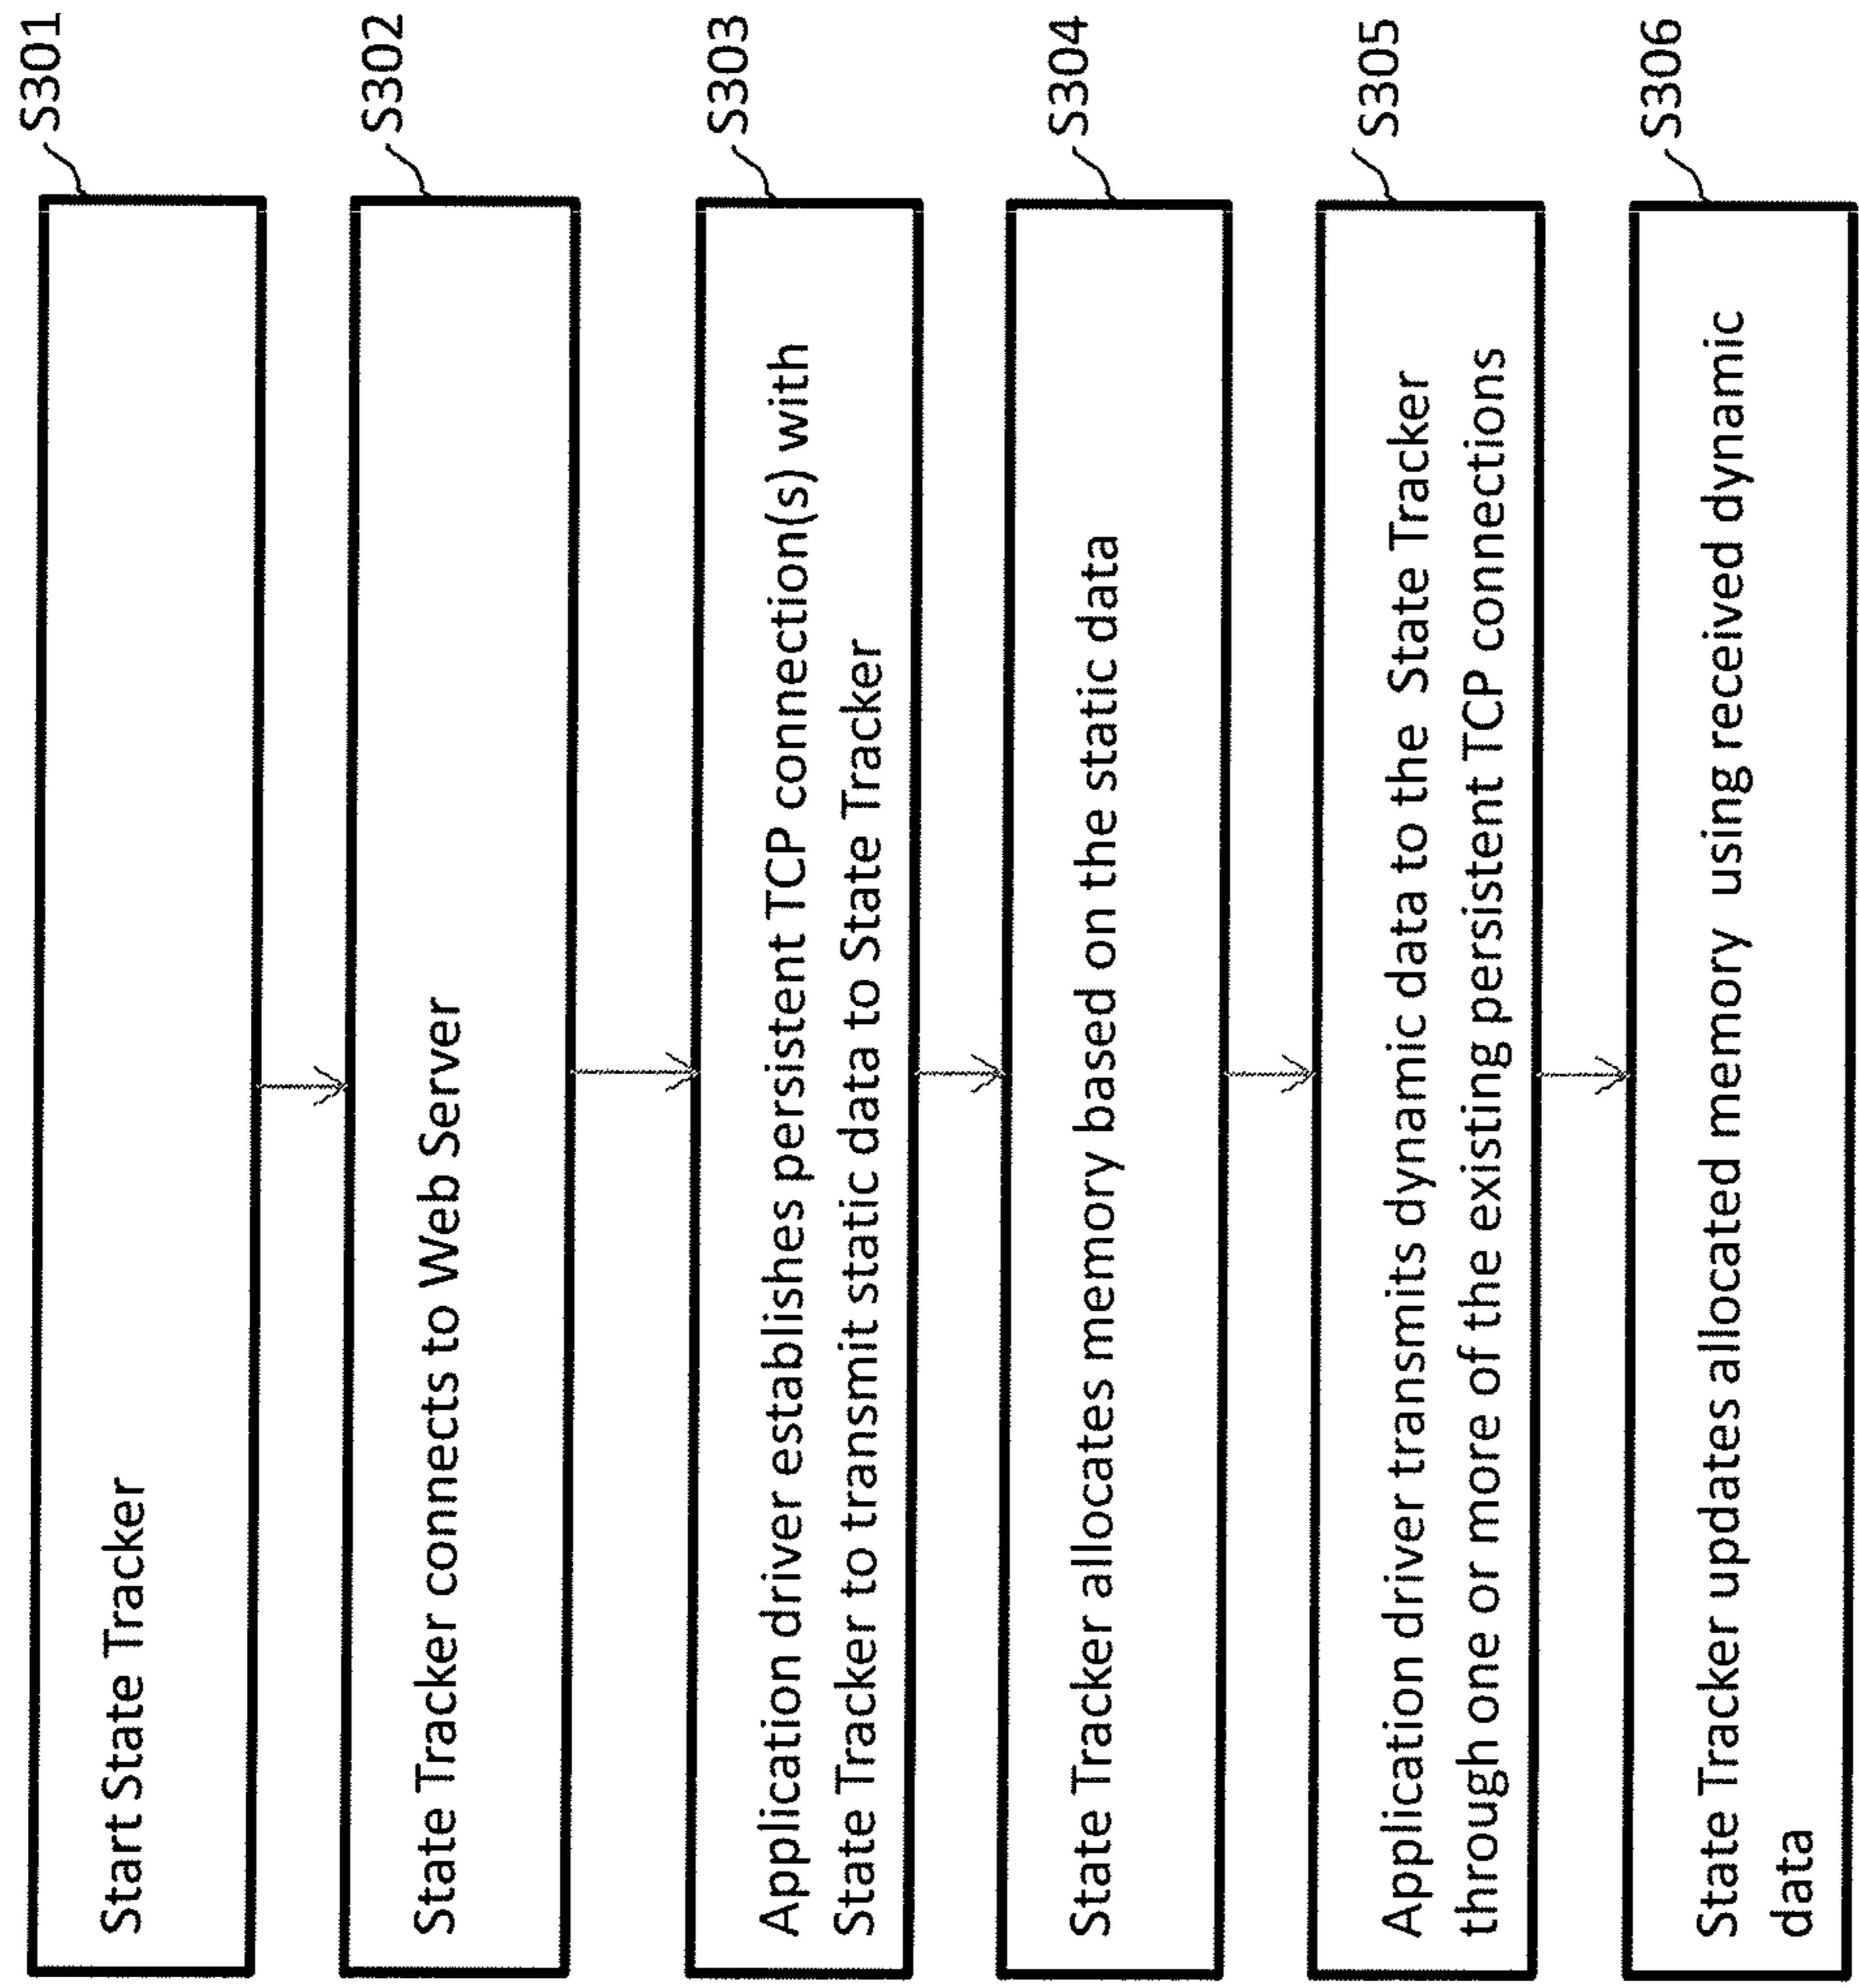 Start State Tracker
S301
State Tracker connects to Web Server
S302
Application driver establishes persistent TCP connection(s) with
State Tracker to transmit static data to State Tracker
S303
State Tracker allocates memory based on the static data
S304
Application driver transmits dynamic data to the State Tracker
through one or more of the existing persistent TCP connections
S305
State Tracker updates allocated memory using received dynamic
data
S306